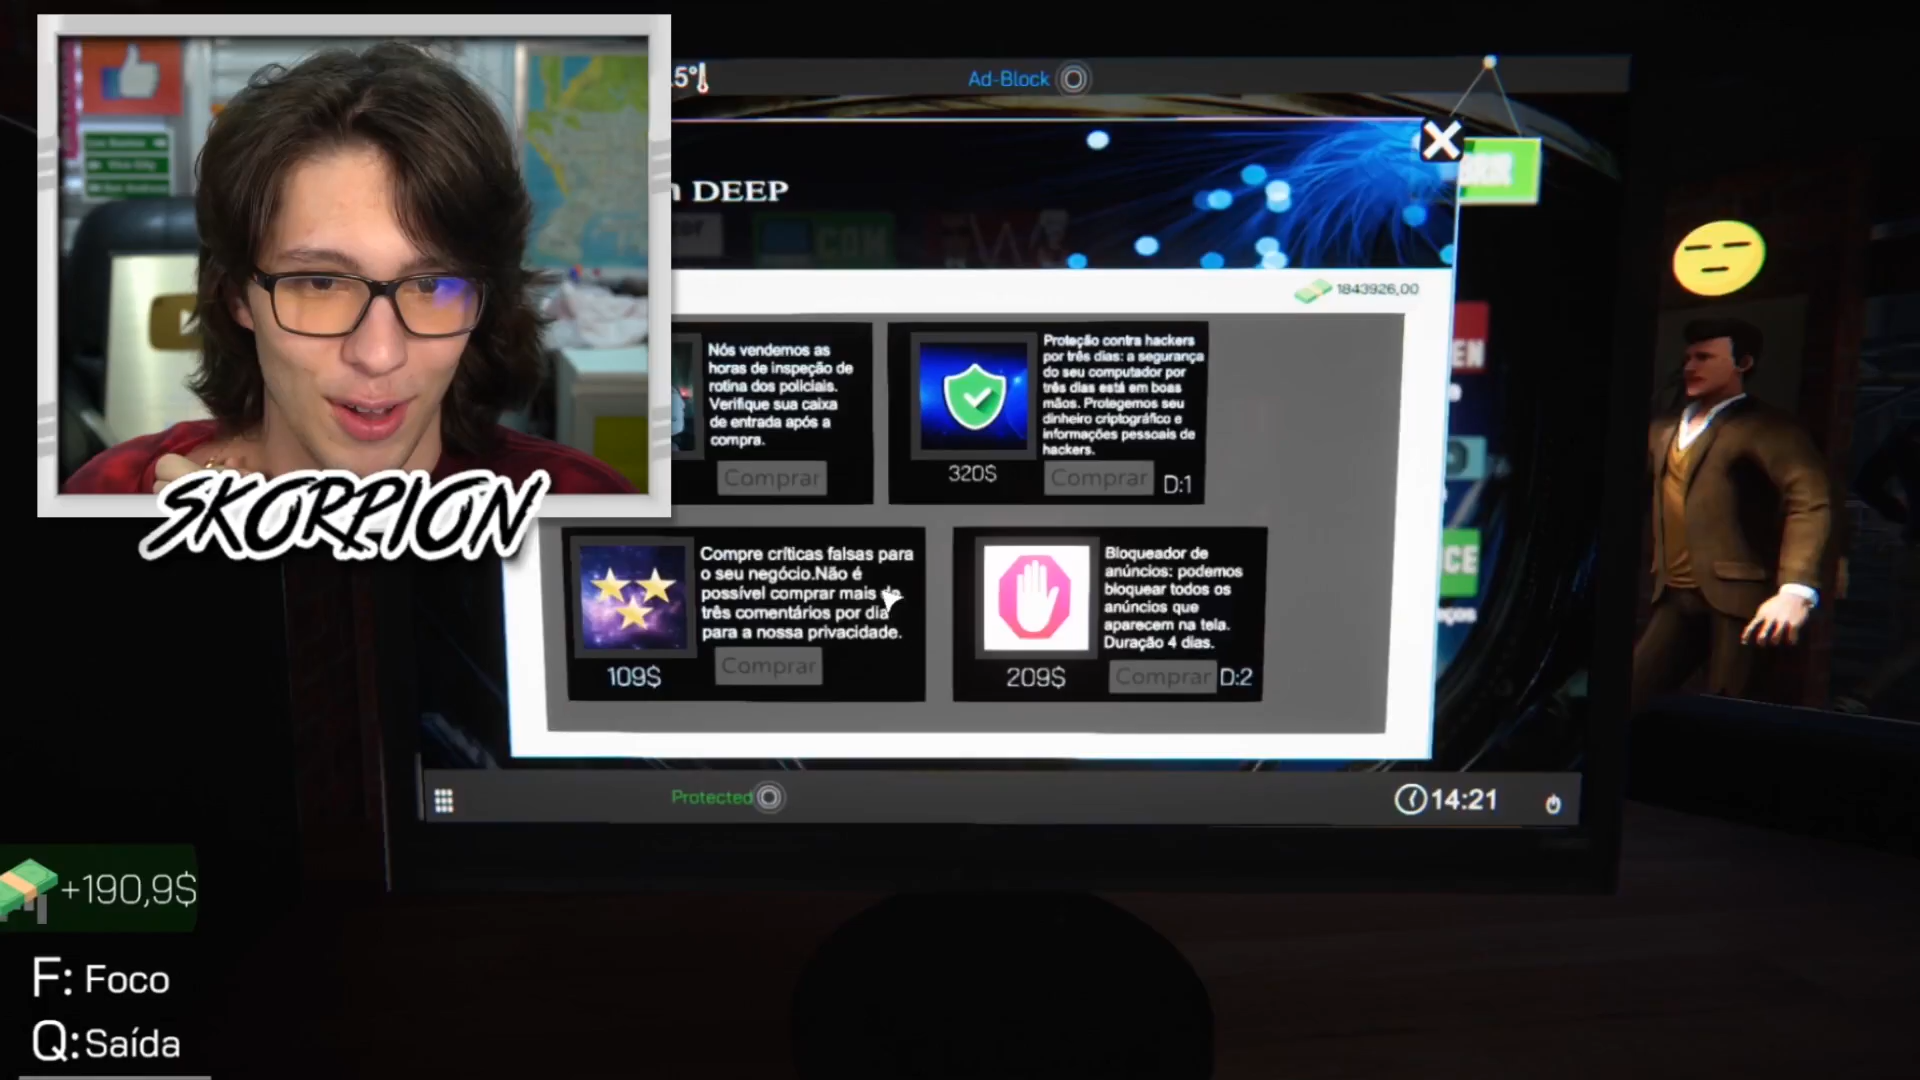 Ad-Block
DEEP
1843926,00
Nós vendemos as
horas de inspeção de
rotina dos policiais.
Verifique sua caixa
de entrada após a
compra.
Comprar
Proteção contra hackers
por três dias: a segurança
do seu computador por
três dias está em boas
mãos. Protegemos seu
dinheiro criptográfico e
informações pessoais de
hackers.
320$
Comprar
D:1
SKORPION
Compre críticas falsas para
o seu negócio.Não é
possível comprar mais de
três comentários por dia
para a nossa privacidade.
109$
Comprar
Bloqueador de
anúncios: podemos
bloquear todos os
anúncios que
aparecem na tela.
Duração 4 dias.
209$
Comprar
D:2
Protected
14:21
+190,9$
F: Foco
Q: Saída